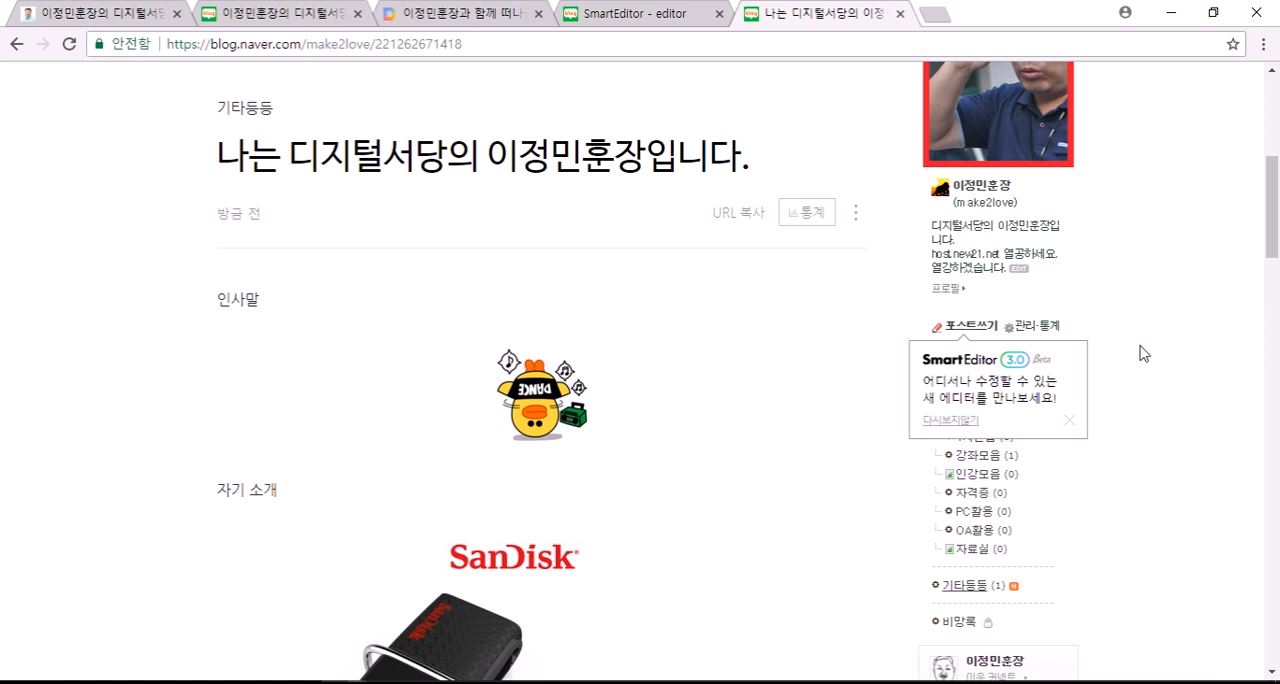 이정민훈장의 디지털서당
이정민훈장의 디지털서당
이정민훈장과 함께 떠나는
SmartEditor - editor
나는 디지털서당의 이정
안전함
https://blog.naver.com/make2love/221262671418
기타등등
나는 디지털서당의 이정민훈장입니다.
방금 전
URL 복사
통계
인사말
DANCE
자기 소개
SanDisk
SanDisk
이정민훈장
(make2love)
디지털서당의 이정민훈장입
니다.
host.new21.net 열공하세요.
열강하겠습니다. EDIT
프로필
포스트쓰기 관리·통계
SmartEditor 3.0 Beta
어디서나 수정할 수 있는
새 에디터를 만나보세요!
다시보지않기
강좌모음 (1)
인강모음 (0)
자격증 (0)
PC활용 (0)
OA활용 (0)
자료실 (0)
기타등등 (1)
비망록
이정민훈장